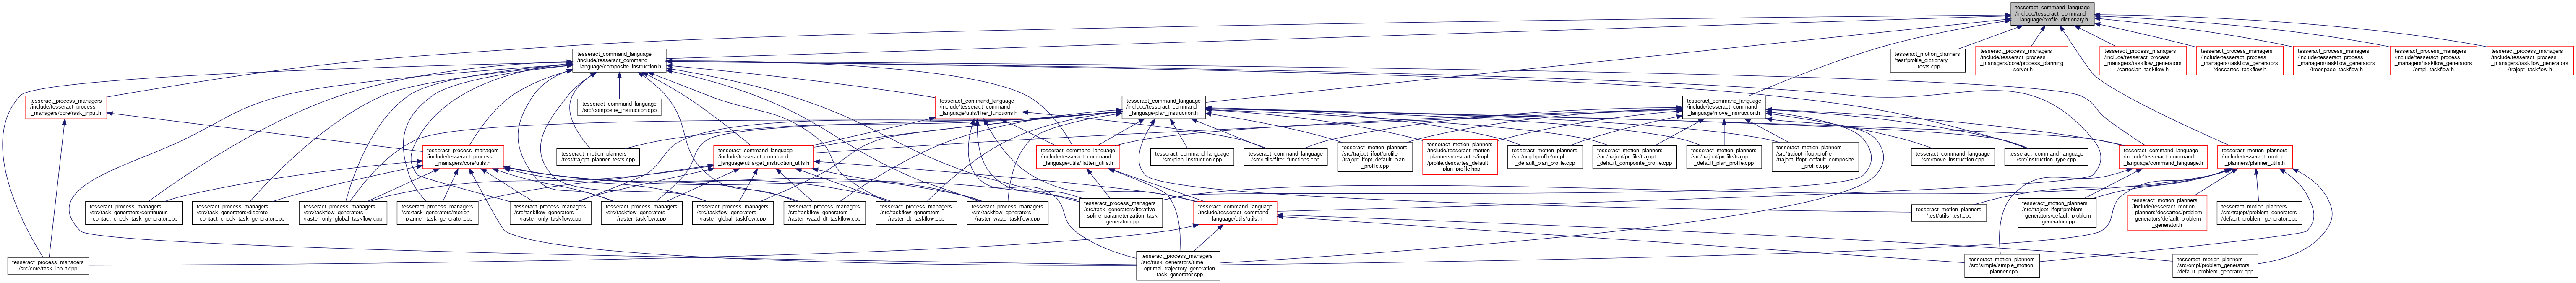 tesseract_command_language
/include/tesseract_command
_language/profile_dictionary.h
tesseract_command_language
/include/tesseract_command
_language/composite_instruction.h
tesseract_motion_planners
/test/profile_dictionary
_tests.cpp
tesseract_process_managers
/include/tesseract_process
_managers/core/process_planning
_server.h
tesseract_process_managers
/include/tesseract_process
_managers/taskflow_generators
/cartesian_taskflow.h
tesseract_process_managers
/include/tesseract_process
_managers/taskflow_generators
/descartes_taskflow.h
tesseract_process_managers
/include/tesseract_process
_managers/taskflow_generators
/freespace_taskflow.h
tesseract_process_managers
/include/tesseract_process
_managers/taskflow_generators
/ompl_taskflow.h
tesseract_process_managers
/include/tesseract_process
_managers/taskflow_generators
/trajopt_taskflow.h
tesseract_process_managers
/include/tesseract_process
_managers/core/task_input.h
tesseract_command_language
/src/composite_instruction.cpp
tesseract_command_language
/include/tesseract_command
_language/utils/filter_functions.h
tesseract_command_language
/include/tesseract_command
_language/plan_instruction.h
tesseract_command_language
/include/tesseract_command
_language/move_instruction.h
tesseract_process_managers
/include/tesseract_process
_managers/core/utils.h
tesseract_motion_planners
/test/trajopt_planner_tests.cpp
tesseract_command_language
/include/tesseract_command
_language/utils/get_instruction_utils.h
tesseract_command_language
/include/tesseract_command
_language/utils/flatten_utils.h
tesseract_command_language
/src/plan_instruction.cpp
tesseract_command_language
/src/utils/filter_functions.cpp
tesseract_motion_planners
/src/trajopt_ifopt/profile
/trajopt_ifopt_default_plan
_profile.cpp
tesseract_motion_planners
/include/tesseract_motion
_planners/descartes/impl
/profile/descartes_default
_plan_profile.hpp
tesseract_motion_planners
/src/ompl/profile/ompl
_default_plan_profile.cpp
tesseract_motion_planners
/src/trajopt/profile/trajopt
_default_composite_profile.cpp
tesseract_motion_planners
/src/trajopt/profile/trajopt
_default_plan_profile.cpp
tesseract_motion_planners
/src/trajopt_ifopt/profile
/trajopt_ifopt_default_composite
_profile.cpp
tesseract_command_language
/src/move_instruction.cpp
tesseract_command_language
/src/instruction_type.cpp
tesseract_command_language
/include/tesseract_command
_language/command_language.h
tesseract_motion_planners
/include/tesseract_motion
_planners/planner_utils.h
tesseract_process_managers
/src/task_generators/continuous
_contact_check_task_generator.cpp
tesseract_process_managers
/src/task_generators/discrete
_contact_check_task_generator.cpp
tesseract_process_managers
/src/taskflow_generators
/raster_only_global_taskflow.cpp
tesseract_process_managers
/src/task_generators/motion
_planner_task_generator.cpp
tesseract_process_managers
/src/taskflow_generators
/raster_only_taskflow.cpp
tesseract_process_managers
/src/taskflow_generators
/raster_taskflow.cpp
tesseract_process_managers
/src/taskflow_generators
/raster_global_taskflow.cpp
tesseract_process_managers
/src/taskflow_generators
/raster_waad_dt_taskflow.cpp
tesseract_process_managers
/src/taskflow_generators
/raster_dt_taskflow.cpp
tesseract_process_managers
/src/taskflow_generators
/raster_waad_taskflow.cpp
tesseract_process_managers
/src/task_generators/iterative
_spline_parameterization_task
_generator.cpp
tesseract_command_language
/include/tesseract_command
_language/utils/utils.h
tesseract_motion_planners
/test/utils_test.cpp
tesseract_motion_planners
/src/trajopt_ifopt/problem
_generators/default_problem
_generator.cpp
tesseract_motion_planners
/include/tesseract_motion
_planners/descartes/problem
_generators/default_problem
_generator.h
tesseract_motion_planners
/src/trajopt/problem_generators
/default_problem_generator.cpp
tesseract_process_managers
/src/core/task_input.cpp
tesseract_process_managers
/src/task_generators/time
_optimal_trajectory_generation
_task_generator.cpp
tesseract_motion_planners
/src/simple/simple_motion
_planner.cpp
tesseract_motion_planners
/src/ompl/problem_generators
/default_problem_generator.cpp